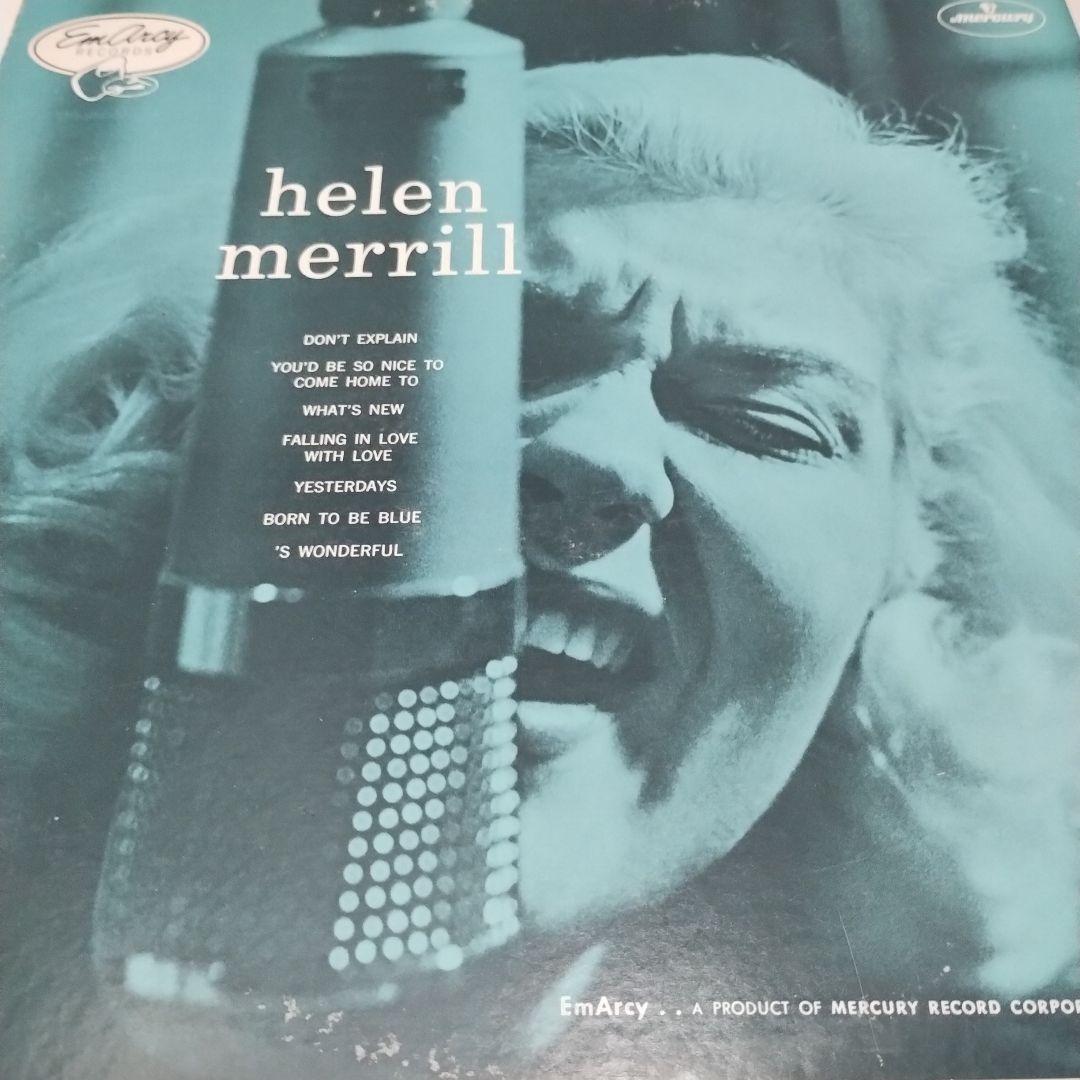 EmArcy
RECORDS
mercury
helen
merrill
DON'T EXPLAIN
YOU'D BE SO NICE TO
COME HOME TO
WHAT'S NEW
FALLING IN LOVE
WITH LOVE
YESTERDAYS
BORN TO BE BLUE
'S WONDERFUL
EmArcy . . A PRODUCT OF MERCURY RECORD CORPOR